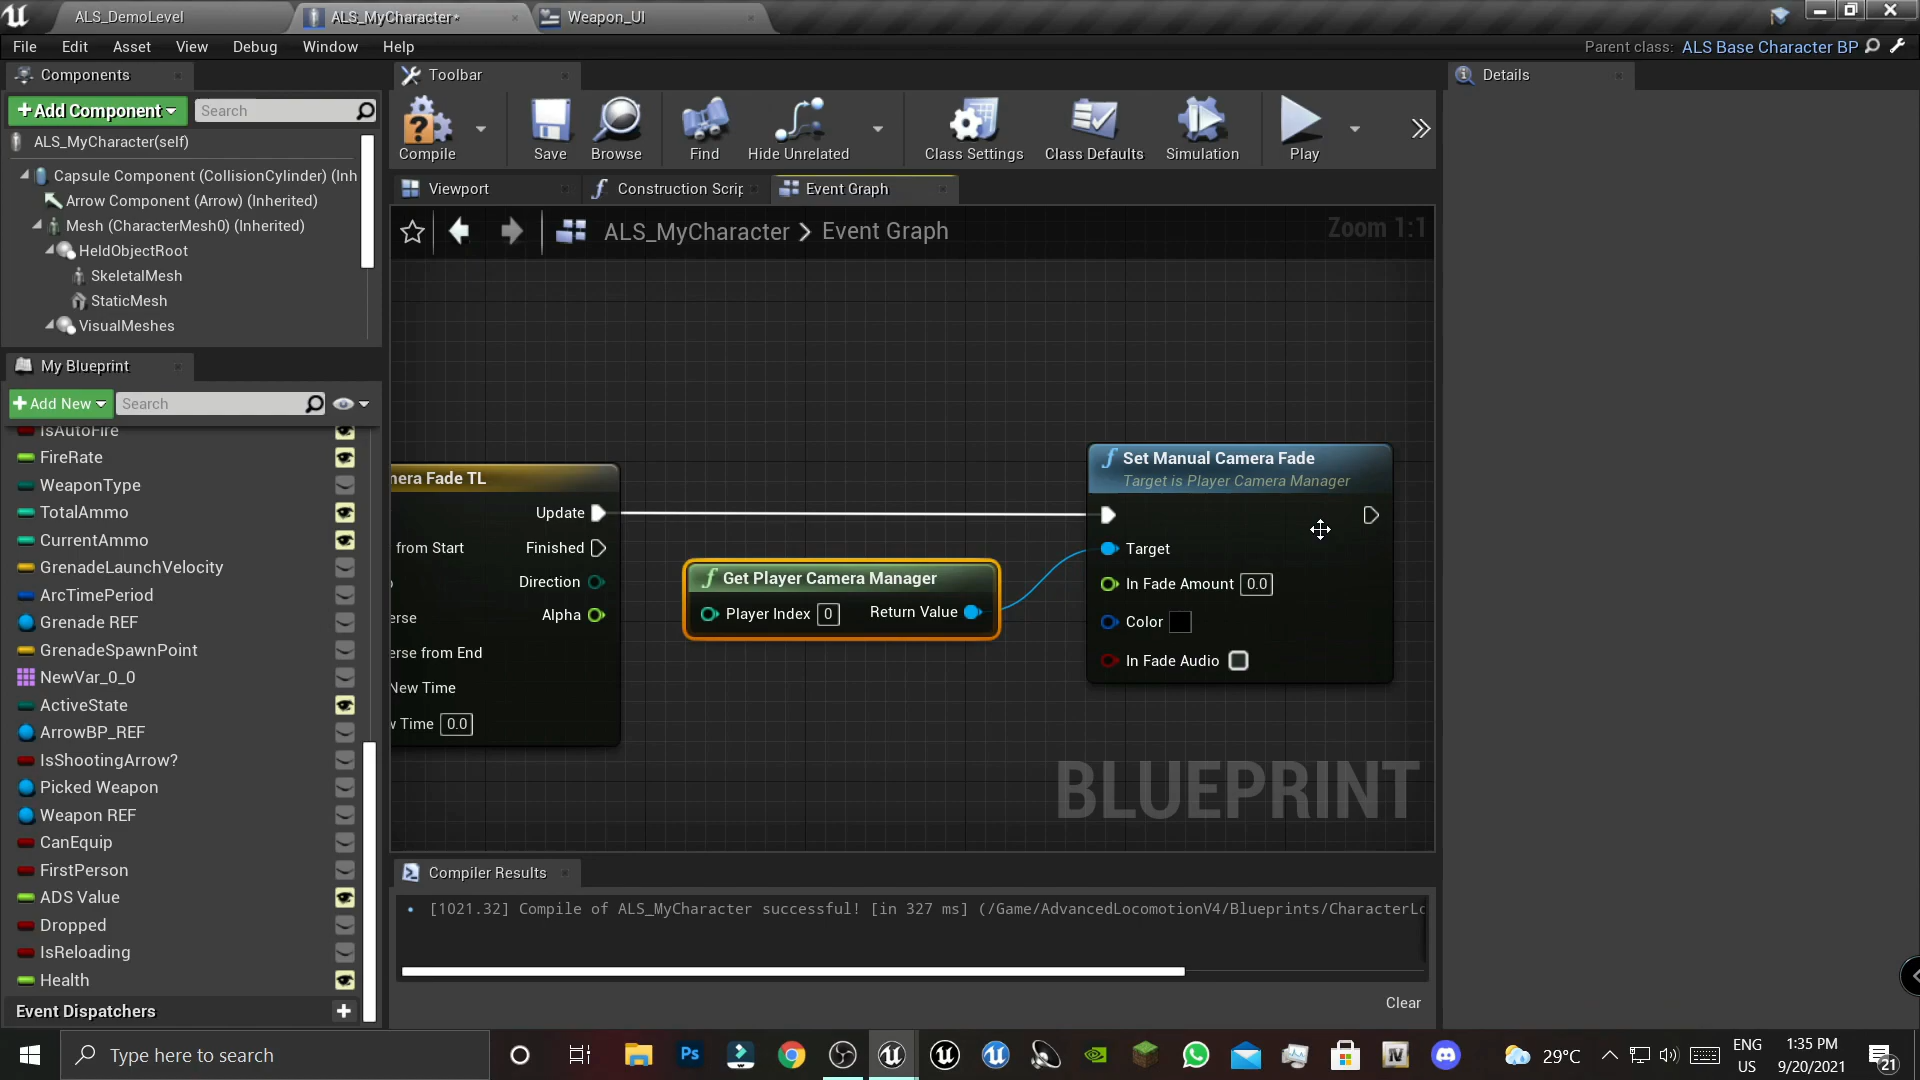 ALS_DemoLevel
ALS_MyCharacter*
Weapon_UI
File Edit Asset View Debug Window Help
Parent class: ALS Base Character BP
Components
Toolbar
Details
+Add Component
Search
Compile
Save
Browse
Find
Hide Unrelated
Class Settings
Class Defaults
Simulation
Play
ALS_MyCharacter(self)
Capsule Component (CollisionCylinder) (Inh
Arrow Component (Arrow) (Inherited)
Mesh (CharacterMesh0) (Inherited)
HeldObjectRoot
SkeletalMesh
StaticMesh
VisualMeshes
Viewport
Construction Scrip
Event Graph
ALS_MyCharacter > Event Graph
Zoom 1:1
My Blueprint
+Add New
Search
IsAutoFire
FireRate
WeaponType
TotalAmmo
CurrentAmmo
GrenadeLaunchVelocity
ArcTimePeriod
Grenade REF
GrenadeSpawnPoint
NewVar_0_0
ActiveState
ArrowBP_REF
IsShootingArrow?
Picked Weapon
Weapon REF
CanEquip
FirstPerson
ADS Value
Dropped
IsReloading
Health
Event Dispatchers
mera Fade TL
Update
from Start
Finished
Direction
erse
Alpha
erse from End
New Time
w Time 0.0
Get Player Camera Manager
Player Index 0
Return Value
Set Manual Camera Fade
Target is Player Camera Manager
Target
In Fade Amount 0.0
Color
In Fade Audio
BLUEPRINT
Compiler Results
[1021.32] Compile of ALS_MyCharacter successful! [in 327 ms] (/Game/AdvancedLocomotionV4/Blueprints/CharacterLo
Clear
Type here to search
Ps
29°C
ENG
US
1:35 PM
9/20/2021
21